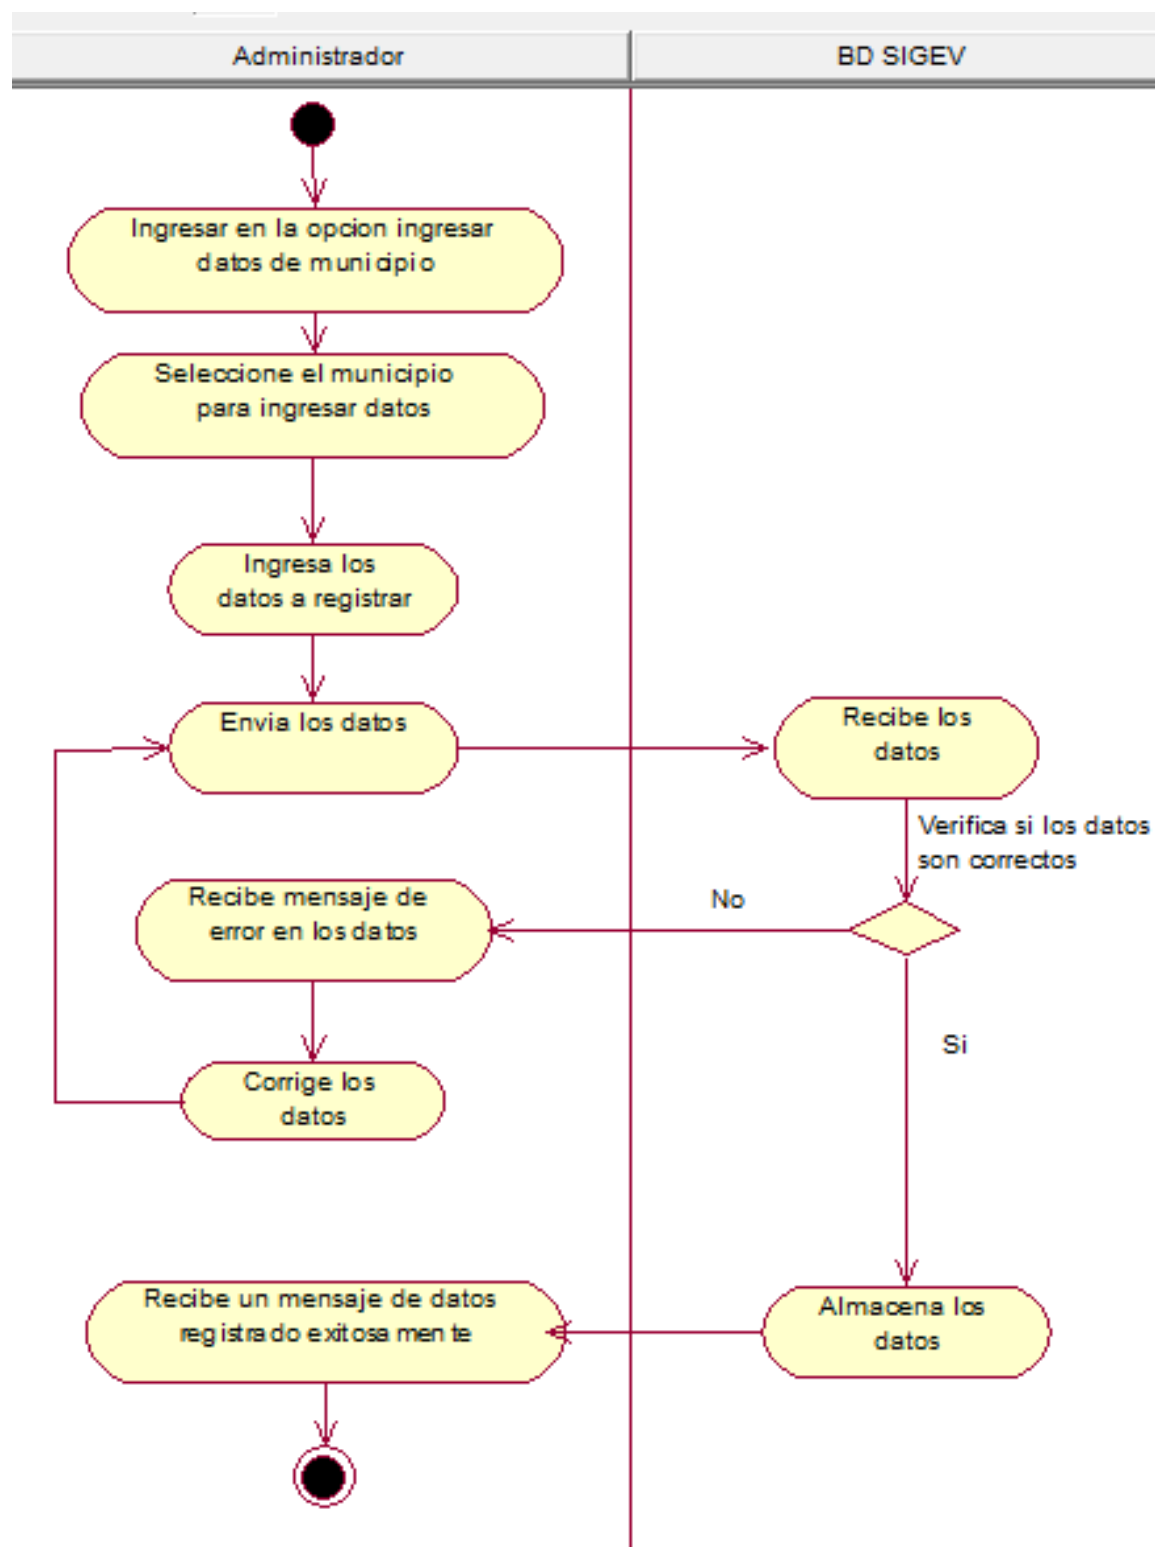 Administrador
BD SIGEV
Ingresar en la opcion ingresar
datos de municipio
Seleccione el municipio
para ingresar datos
Ingresa los
datos a registrar
Envia los datos
Recibe los
datos
Verifica si los datos
son correctos
No
Recibe mensaje de
error en los datos
Si
Corrige los
datos
Recibe un mensaje de datos
registrado exitosamente
Almacena los
datos